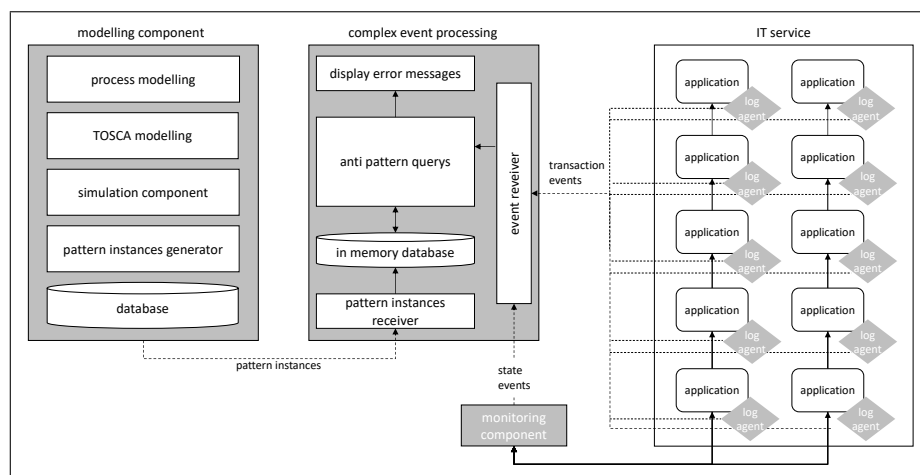 modelling component
process modelling
TOSCA modelling
simulation component
pattern instances generator
database
pattern instances
complex event processing
display error messages
anti pattern querys
in memory database
pattern instances
receiver
event reveiver
transaction
events
state
events
monitoring
component
IT service
application
log
agent
application
log
agent
application
log
agent
application
log
agent
application
log
agent
application
log
agent
application
log
agent
application
log
agent
application
log
agent
application
log
agent